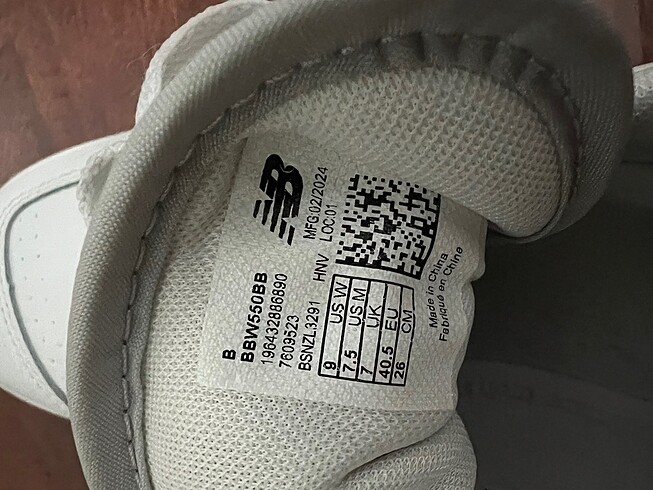 NB
MFG:02/2024
LOC:01
HNV
B
BBW550BB
196432886890
7609523
BSNZL3291
9 US W
7.5 US M
7 UK
40.5 EU
26 CM
Made in China
Fabriqué en Chine